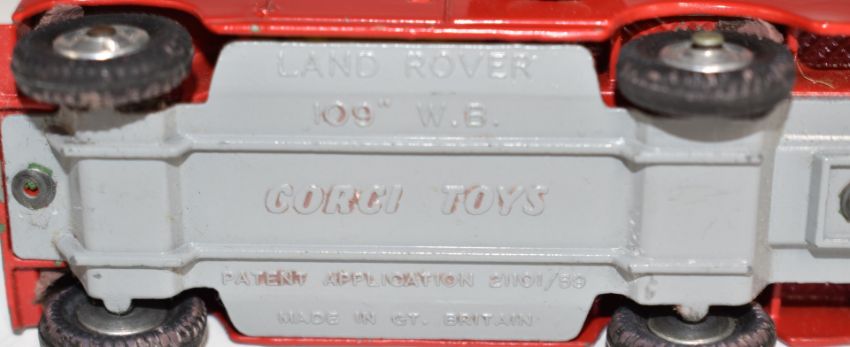 LAND ROVER
109" W.B.
CORGI TOYS
PATENT APPLICATION 21101/59
MADE IN GT. BRITAIN